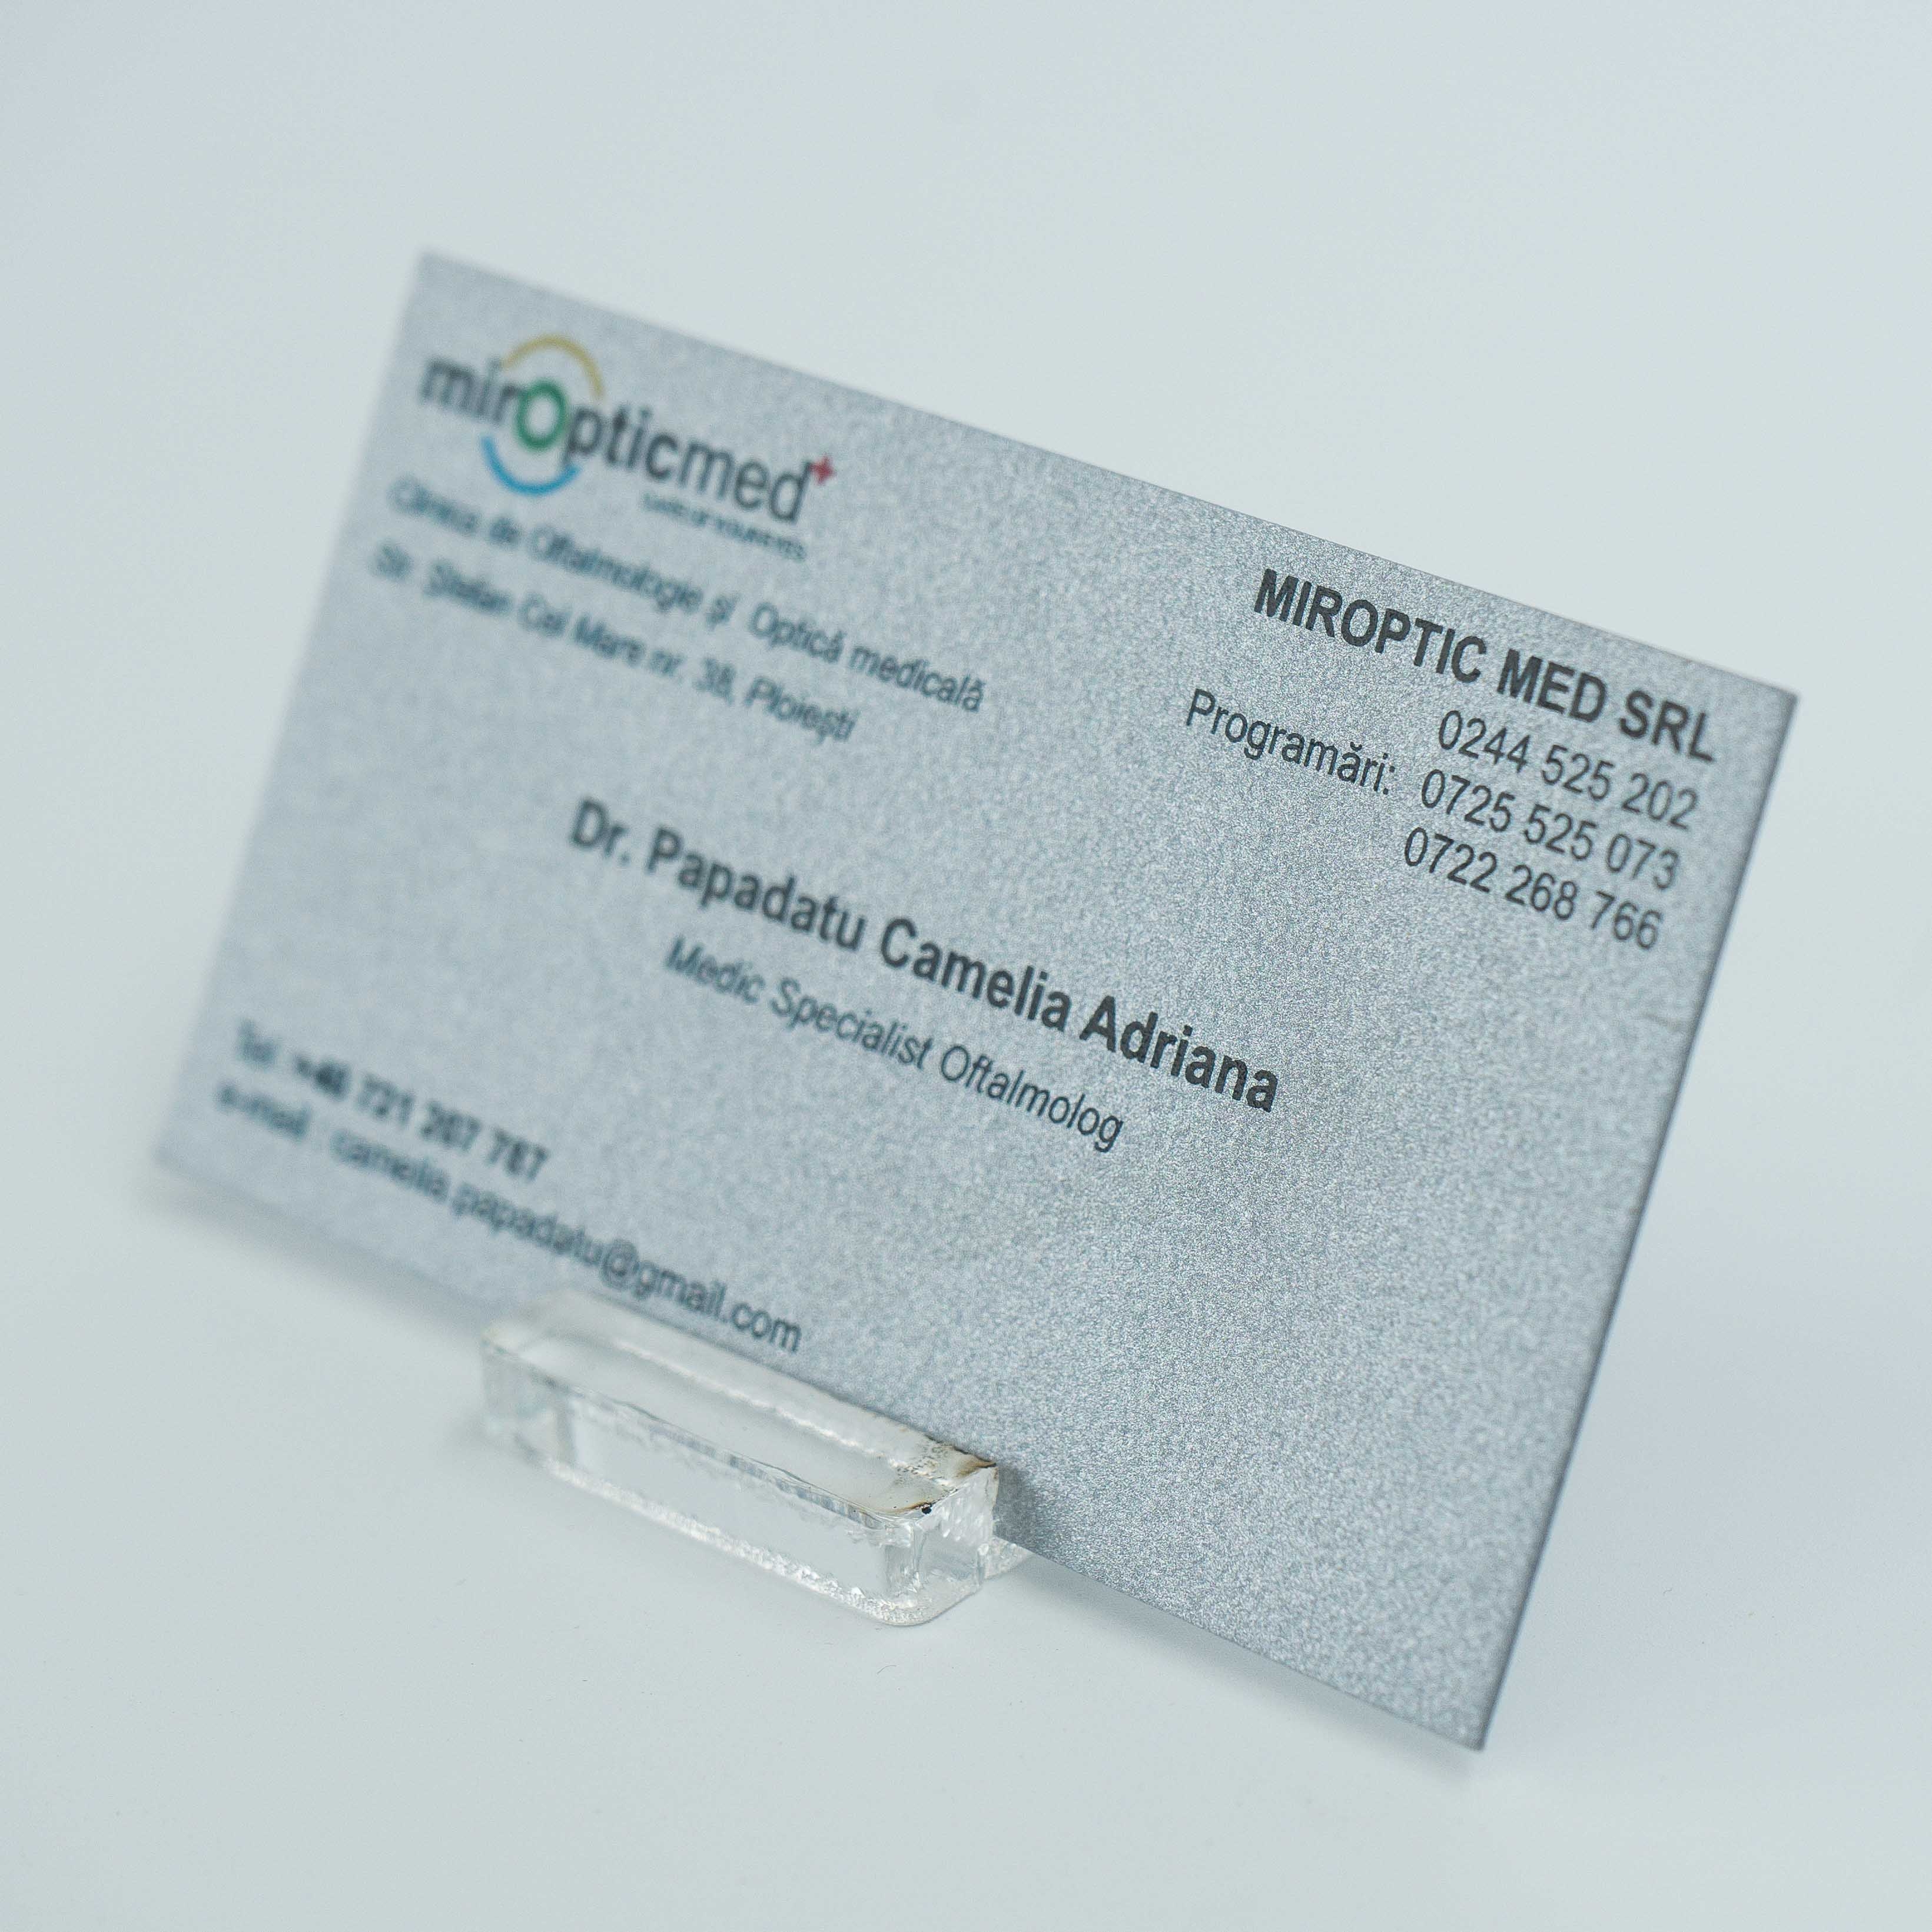 miropticmed+
Clinica de Oftalmologie și Optică medicală
Str. Ștefan Cel Mare nr. 38, Ploiești
MIROPTIC MED SRL
0244 525 202
Programări: 0725 525 073
0722 268 766
Dr. Papadatu Camelia Adriana
Medic Specialist Oftalmolog
Tel : +40 721 207 767
e-mail : camelia.papadatu@gmail.com